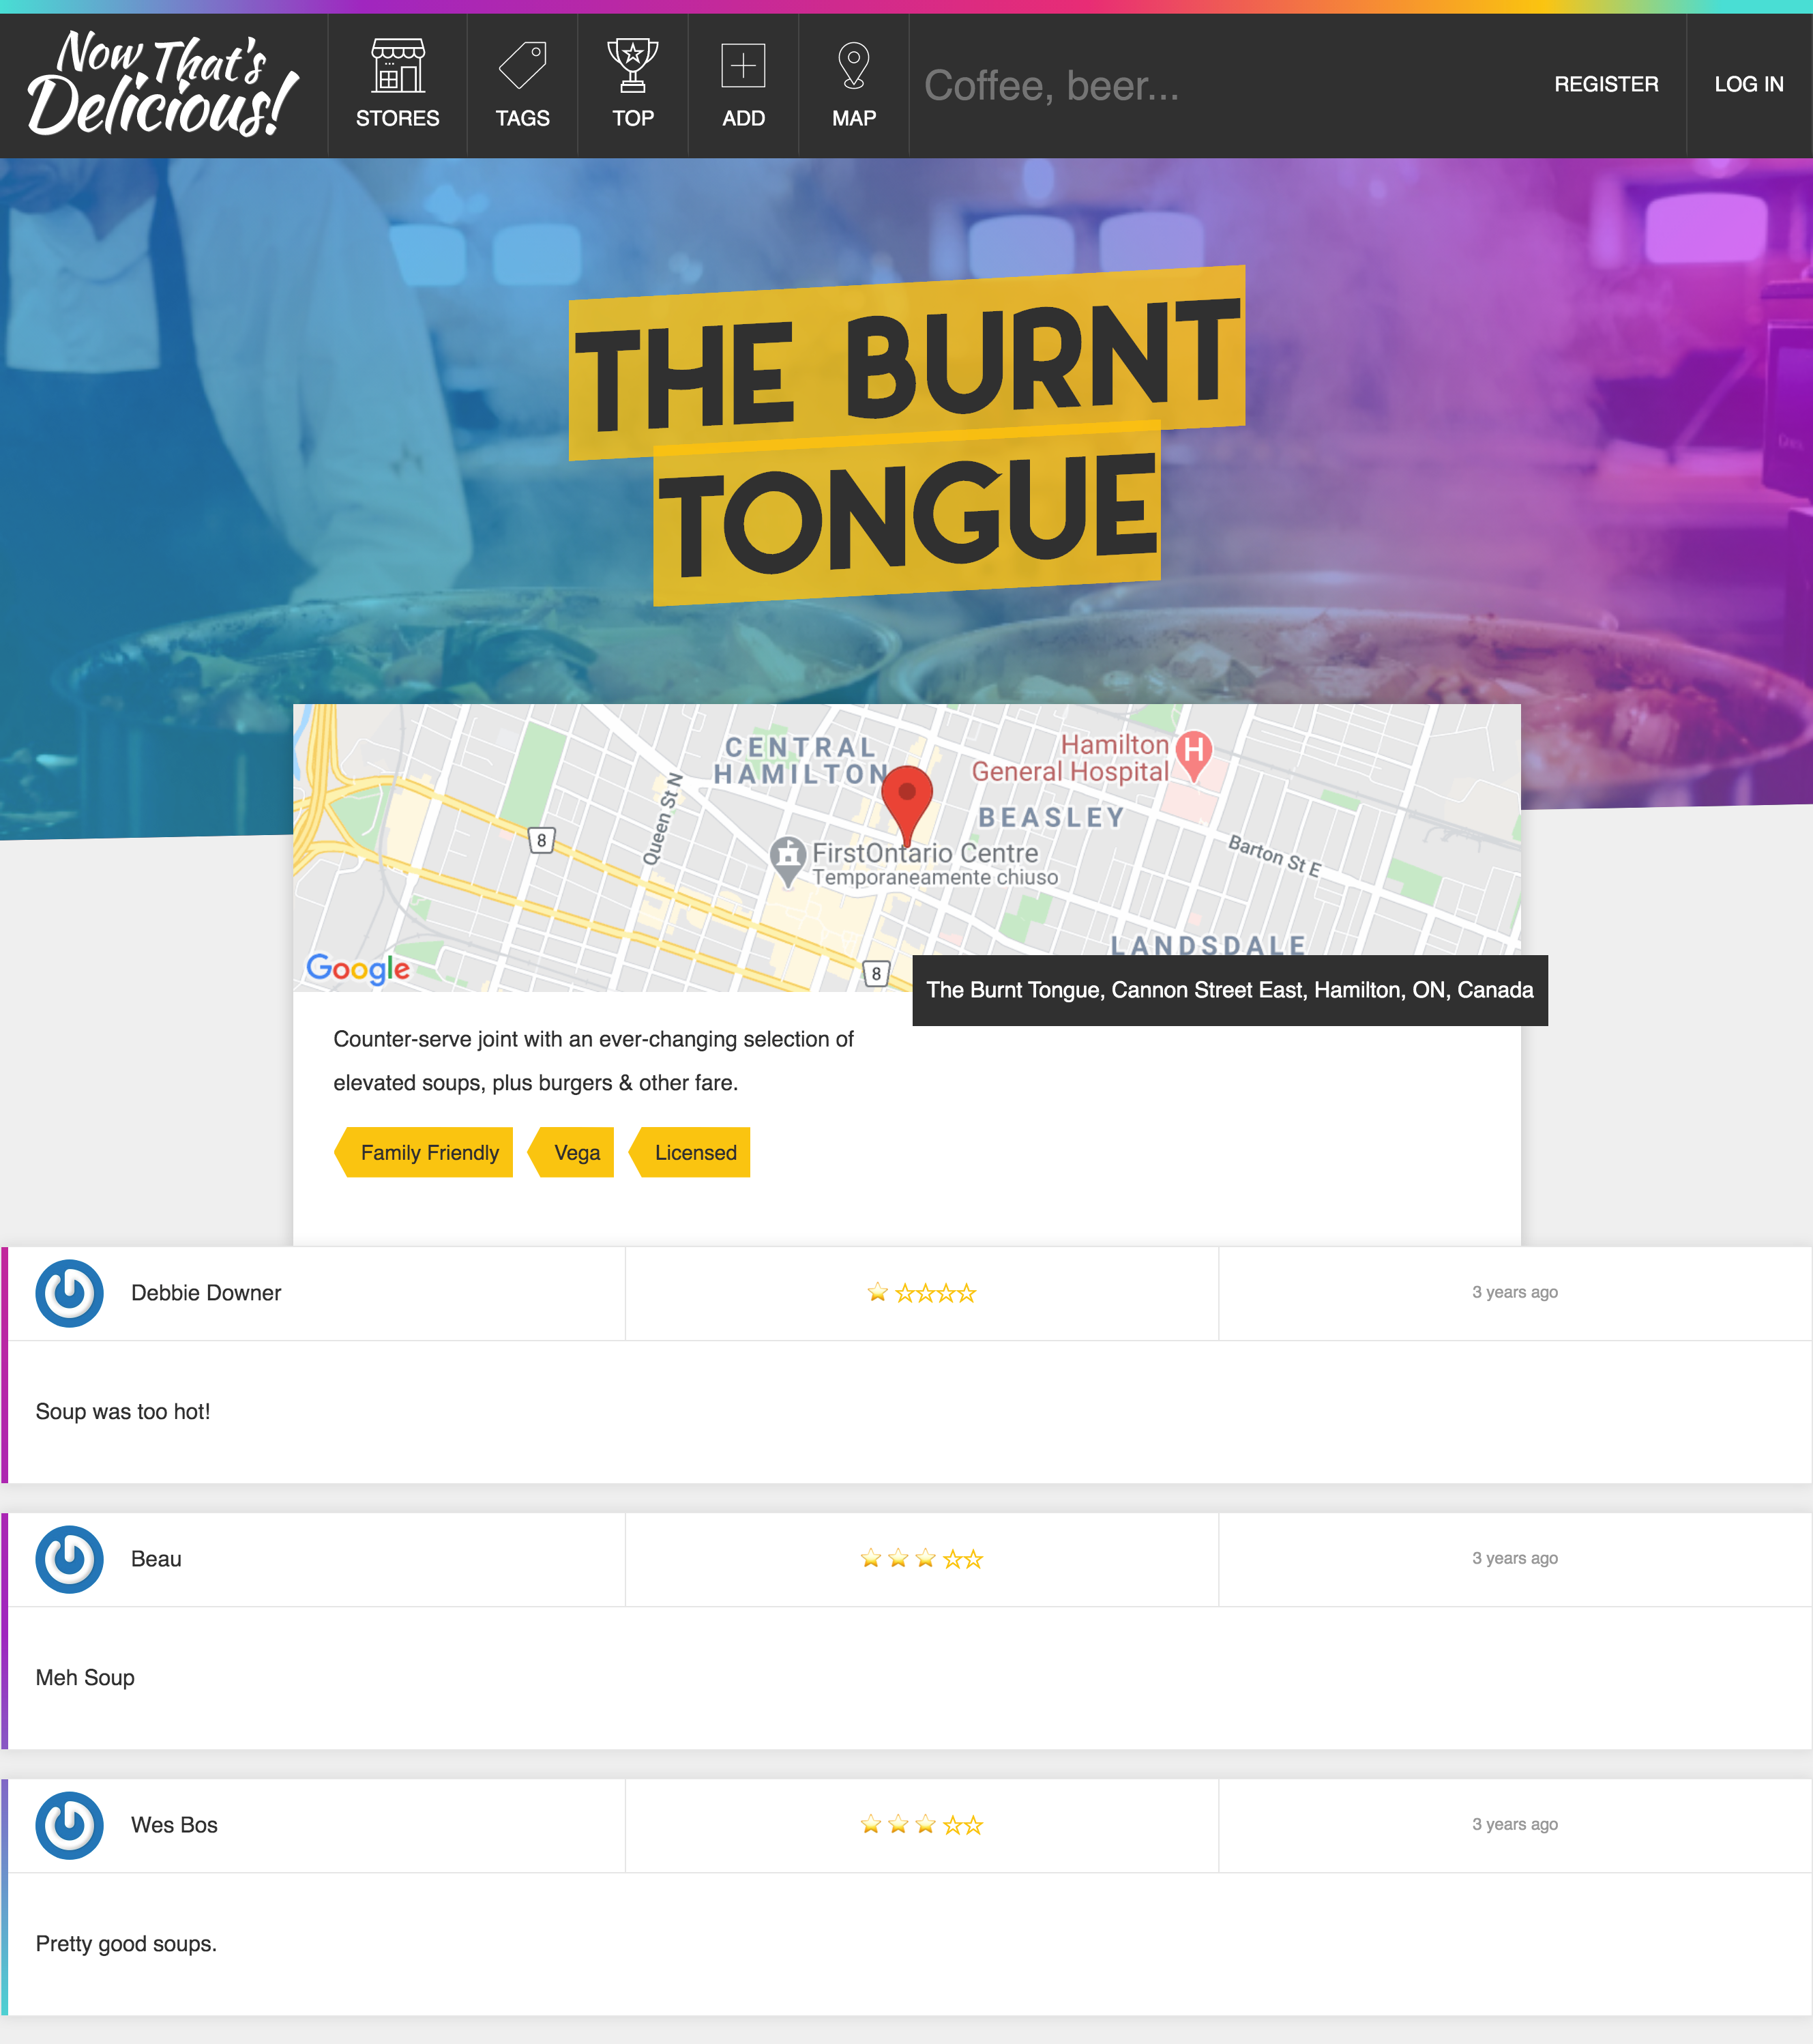 Now That's
Delicious!
STORES
TAGS
TOP
ADD
MAP
Coffee, beer...
REGISTER
LOG IN
THE BURNT
TONGUE
CENTRAL
HAMILTON
Hamilton
General Hospital
H
BEASLEY
Queen St N
8
FirstOntario Centre
Temporaneamente chiuso
Barton St E
LANDSDALE
Google
8
The Burnt Tongue, Cannon Street East, Hamilton, ON, Canada
Counter-serve joint with an ever-changing selection of
elevated soups, plus burgers & other fare.
Family Friendly
Vega
Licensed
Debbie Downer
3 years ago
Soup was too hot!
Beau
3 years ago
Meh Soup
Wes Bos
3 years ago
Pretty good soups.